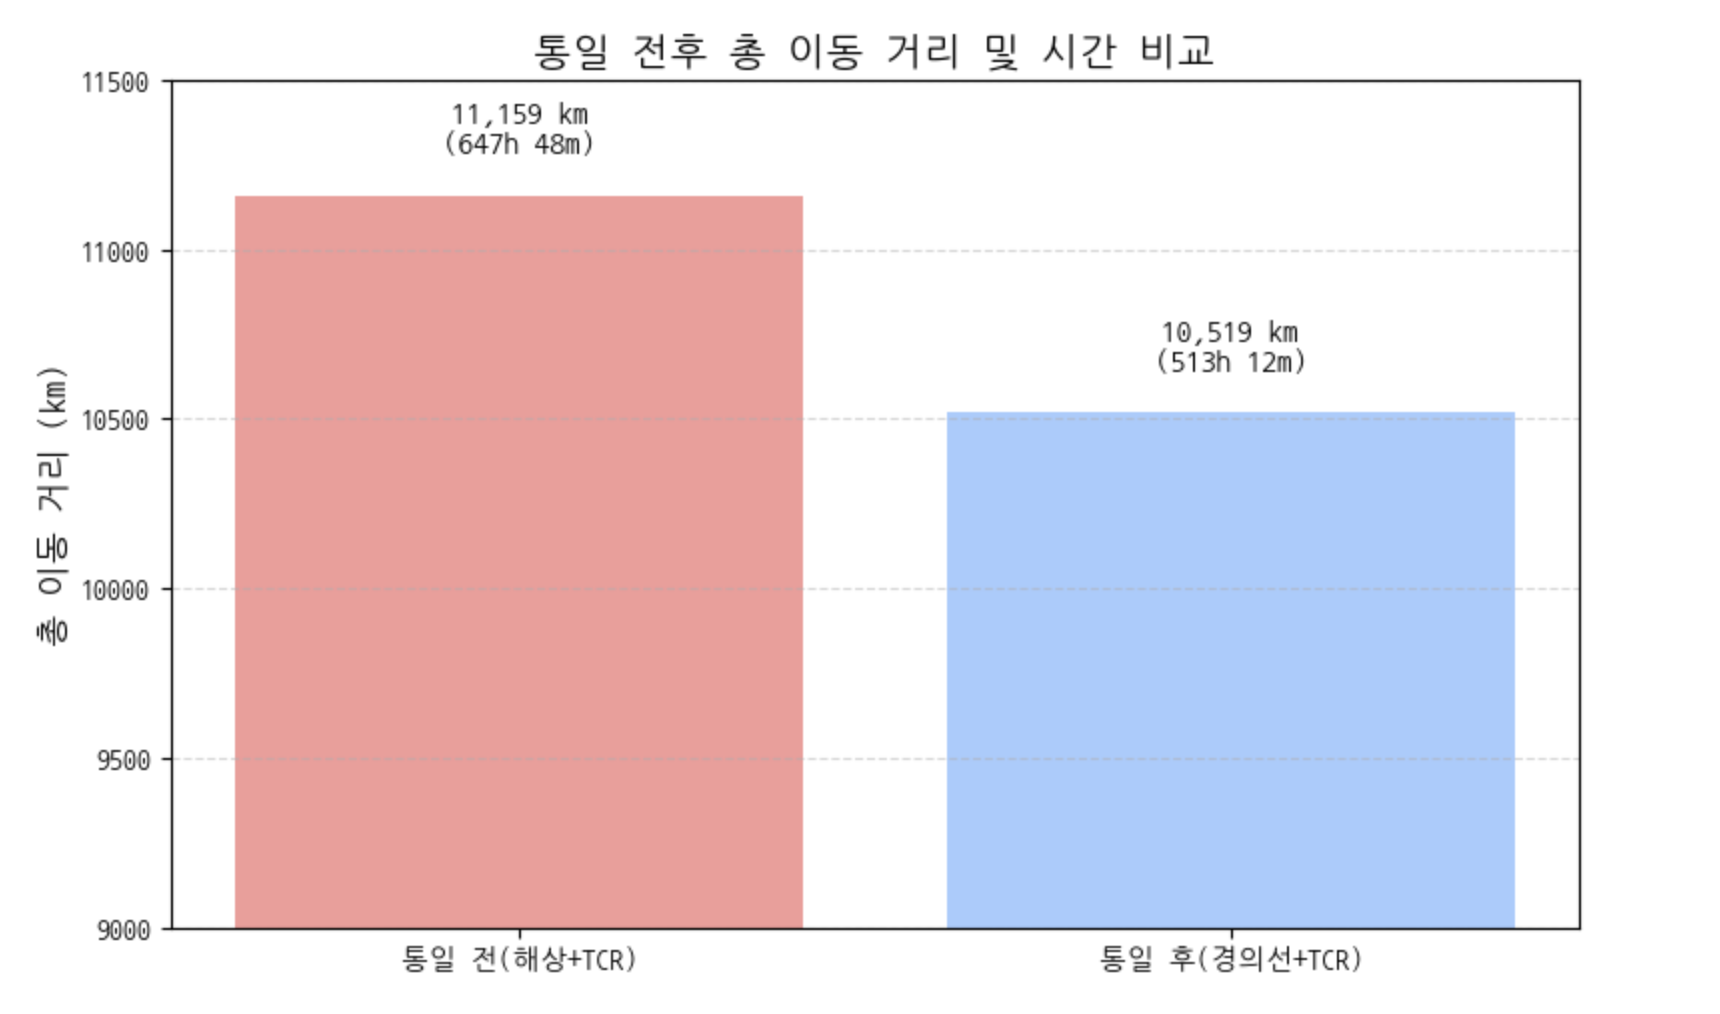 통일 전후 총 이동 거리 및 시간 비교
총 이동 거리 (km)
11500
11000
10500
10000
9500
9000
11,159 km
(647h 48m)
10,519 km
(513h 12m)
통일 전(해상+TCR)
통일 후(경의선+TCR)